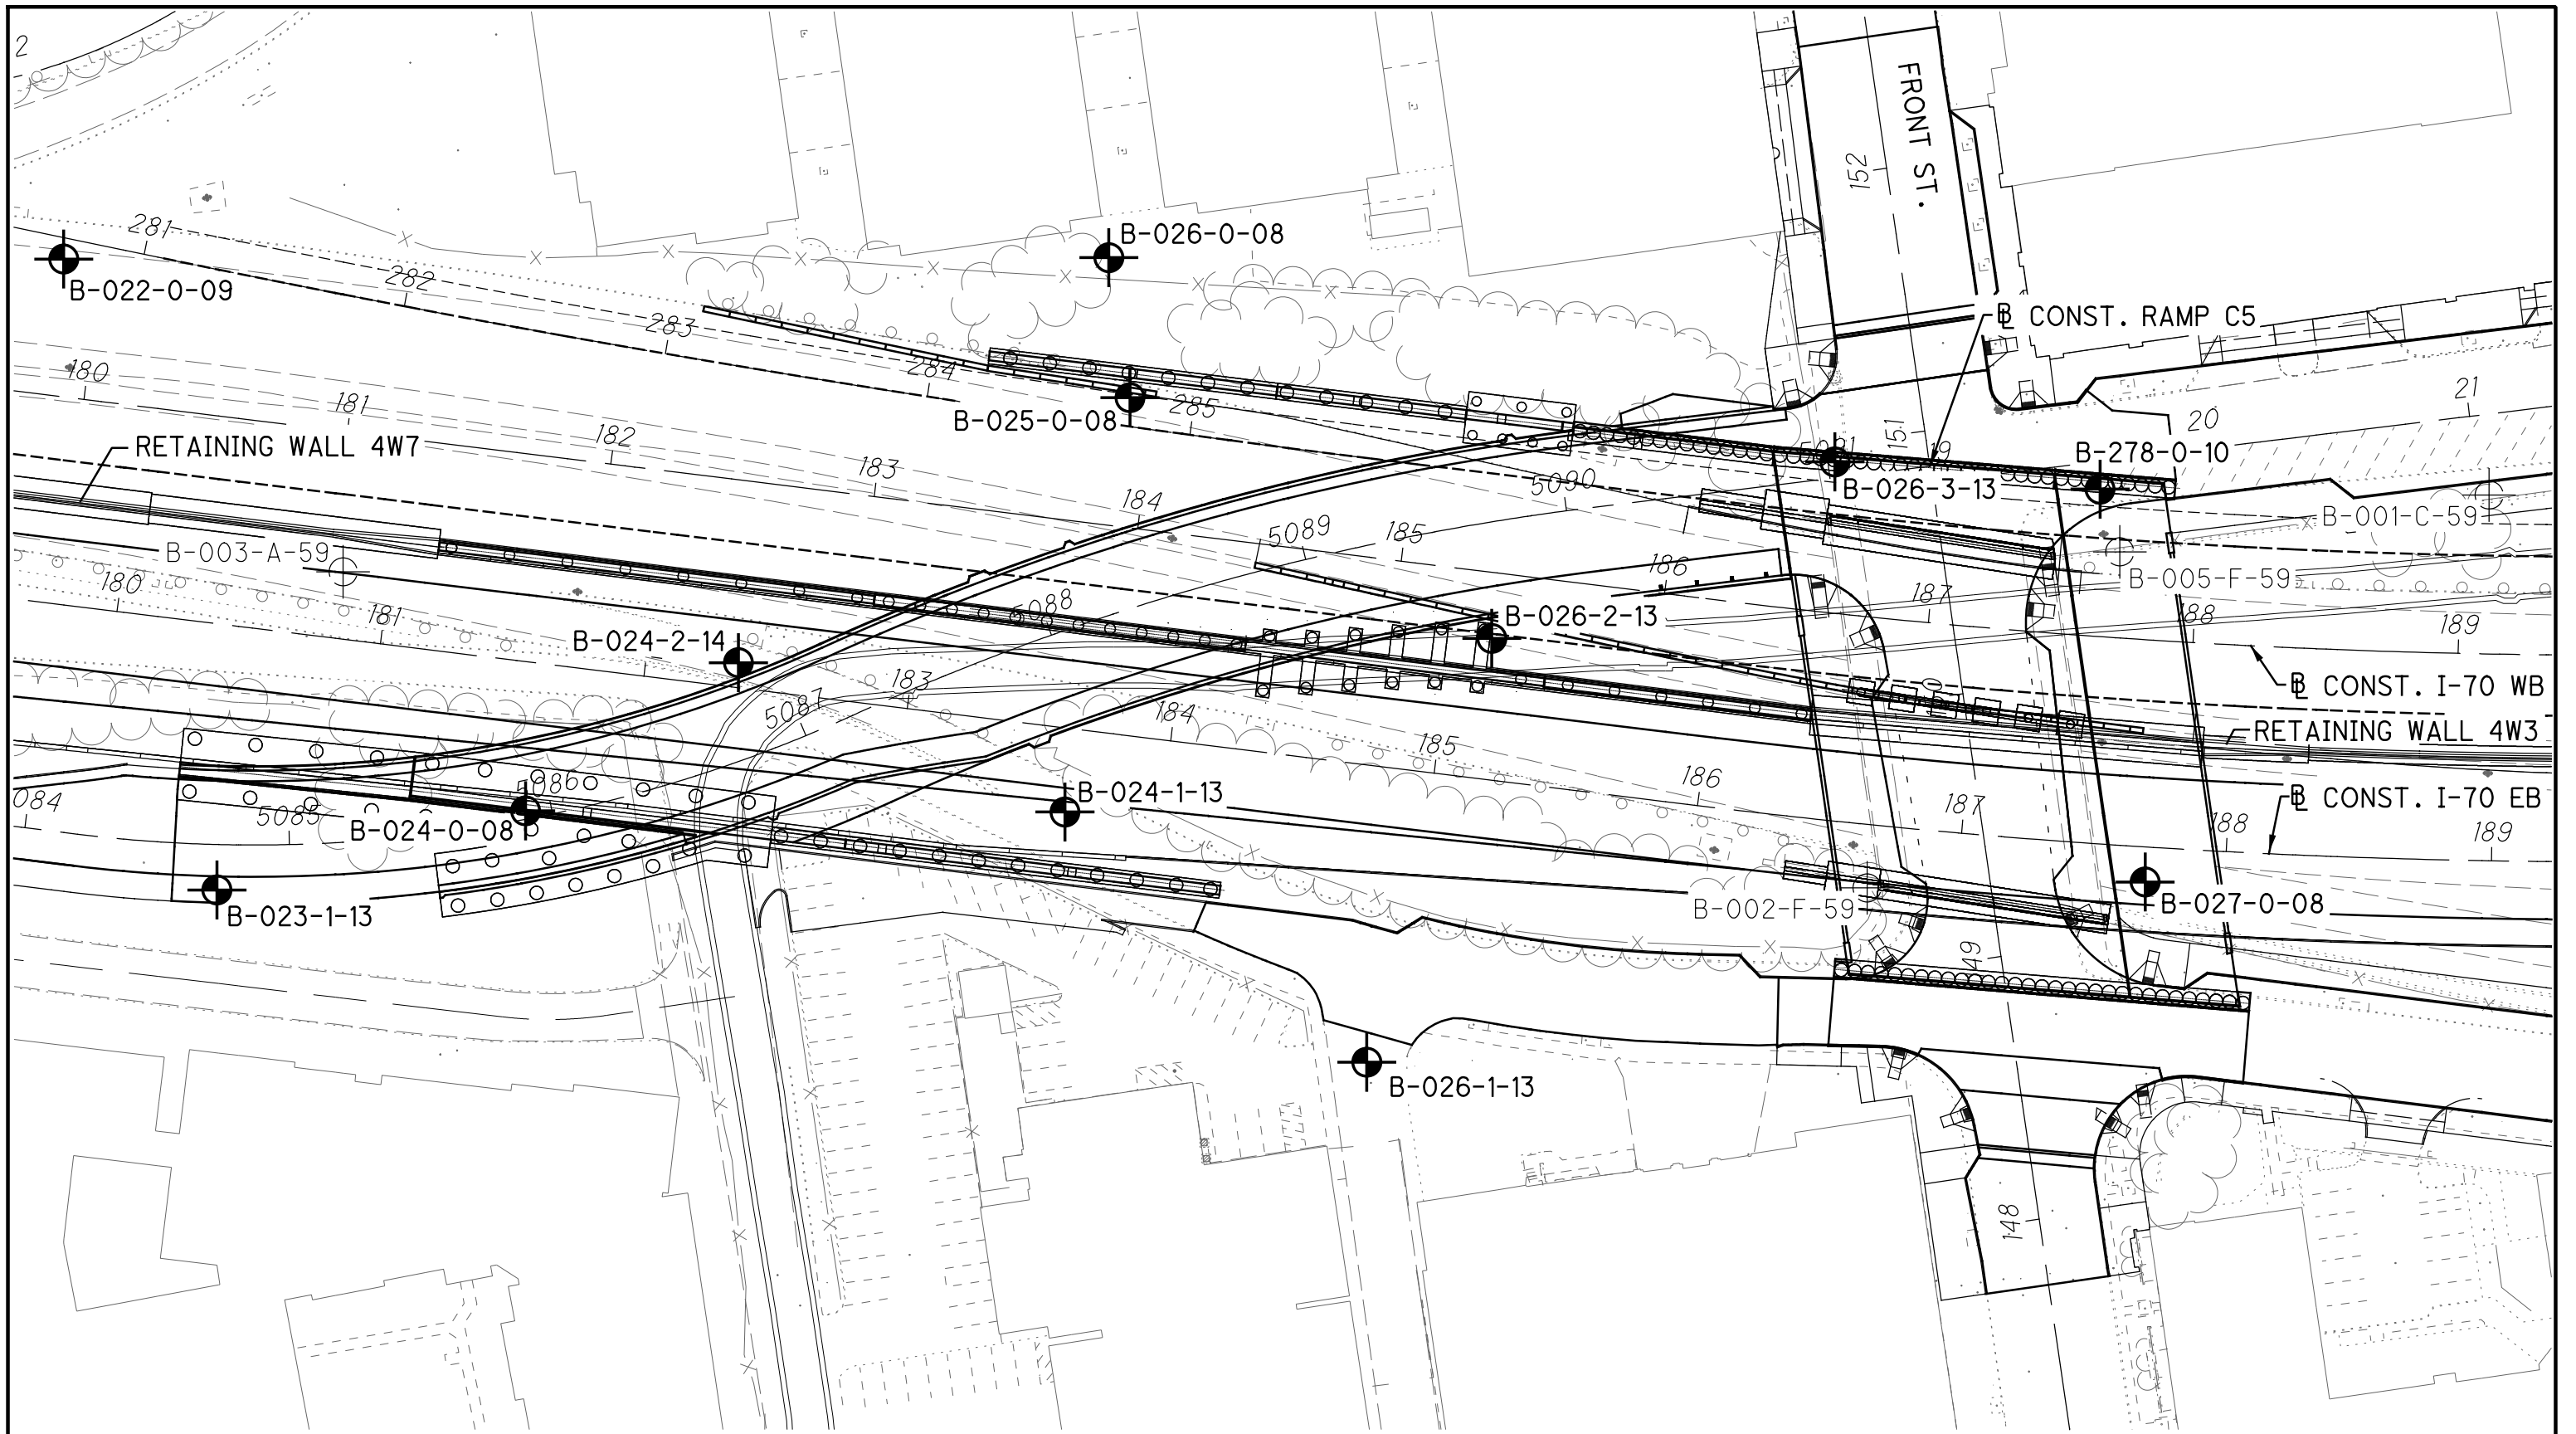 2
FRONT ST.
152
281
B-026-0-08
B-022-0-09
282
283
284
285
B-025-0-08
℄ CONST. RAMP C5
180
181
182
183
184
185
186
187
188
189
21
20
19
151
B-278-0-10
B-026-3-13
RETAINING WALL 4W7
B-003-A-59
5090
5089
5088
5087
5086
5085
B-001-C-59
B-005-F-59
180
181
B-024-2-14
B-026-2-13
183
184
185
186
187
188
189
℄ CONST. I-70 WB
RETAINING WALL 4W3
℄ CONST. I-70 EB
084
B-024-0-08
B-024-1-13
B-023-1-13
B-002-F-59
B-027-0-08
49
B-026-1-13
148